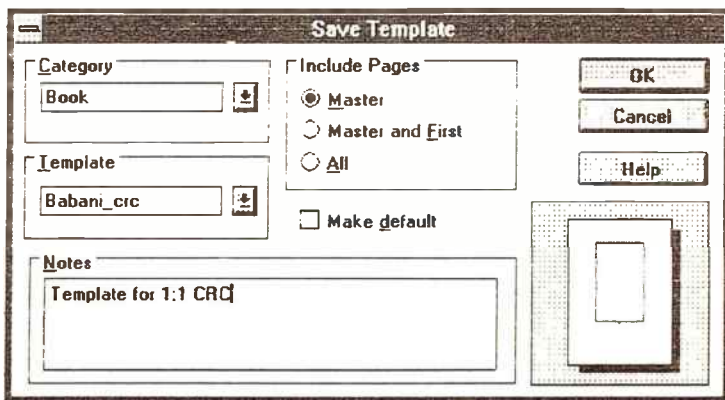 Save Template
Category
Book
Template
Babani_crc
Include Pages
Master
Master and First
All
Make default
OK
Cancel
Help
Notes
Template for 1:1 CRC